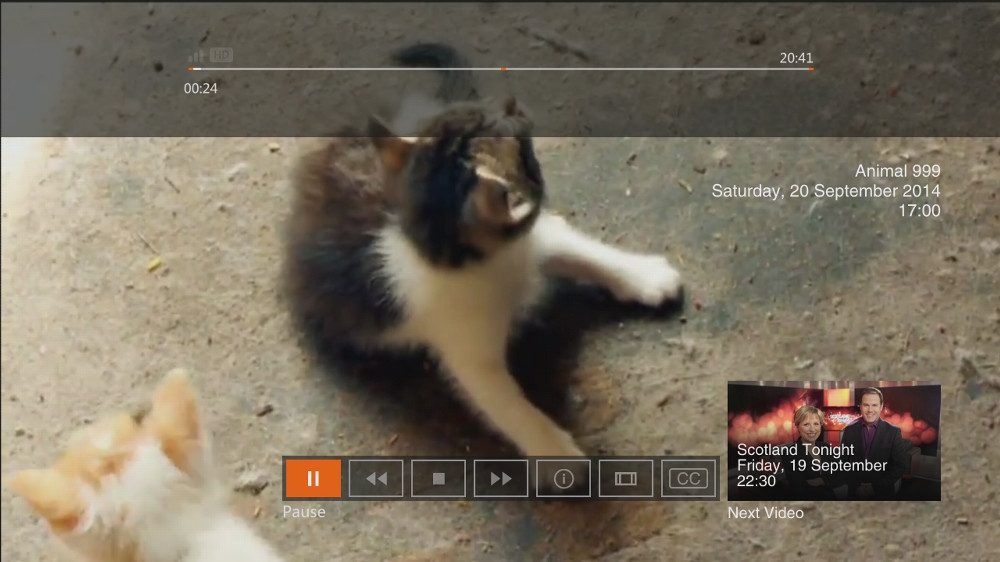 HD
20:41
00:24
Animal 999
Saturday, 20 September 2014
17:00
Scotland Tonight
Friday, 19 September
22:30
CC
Pause
Next Video